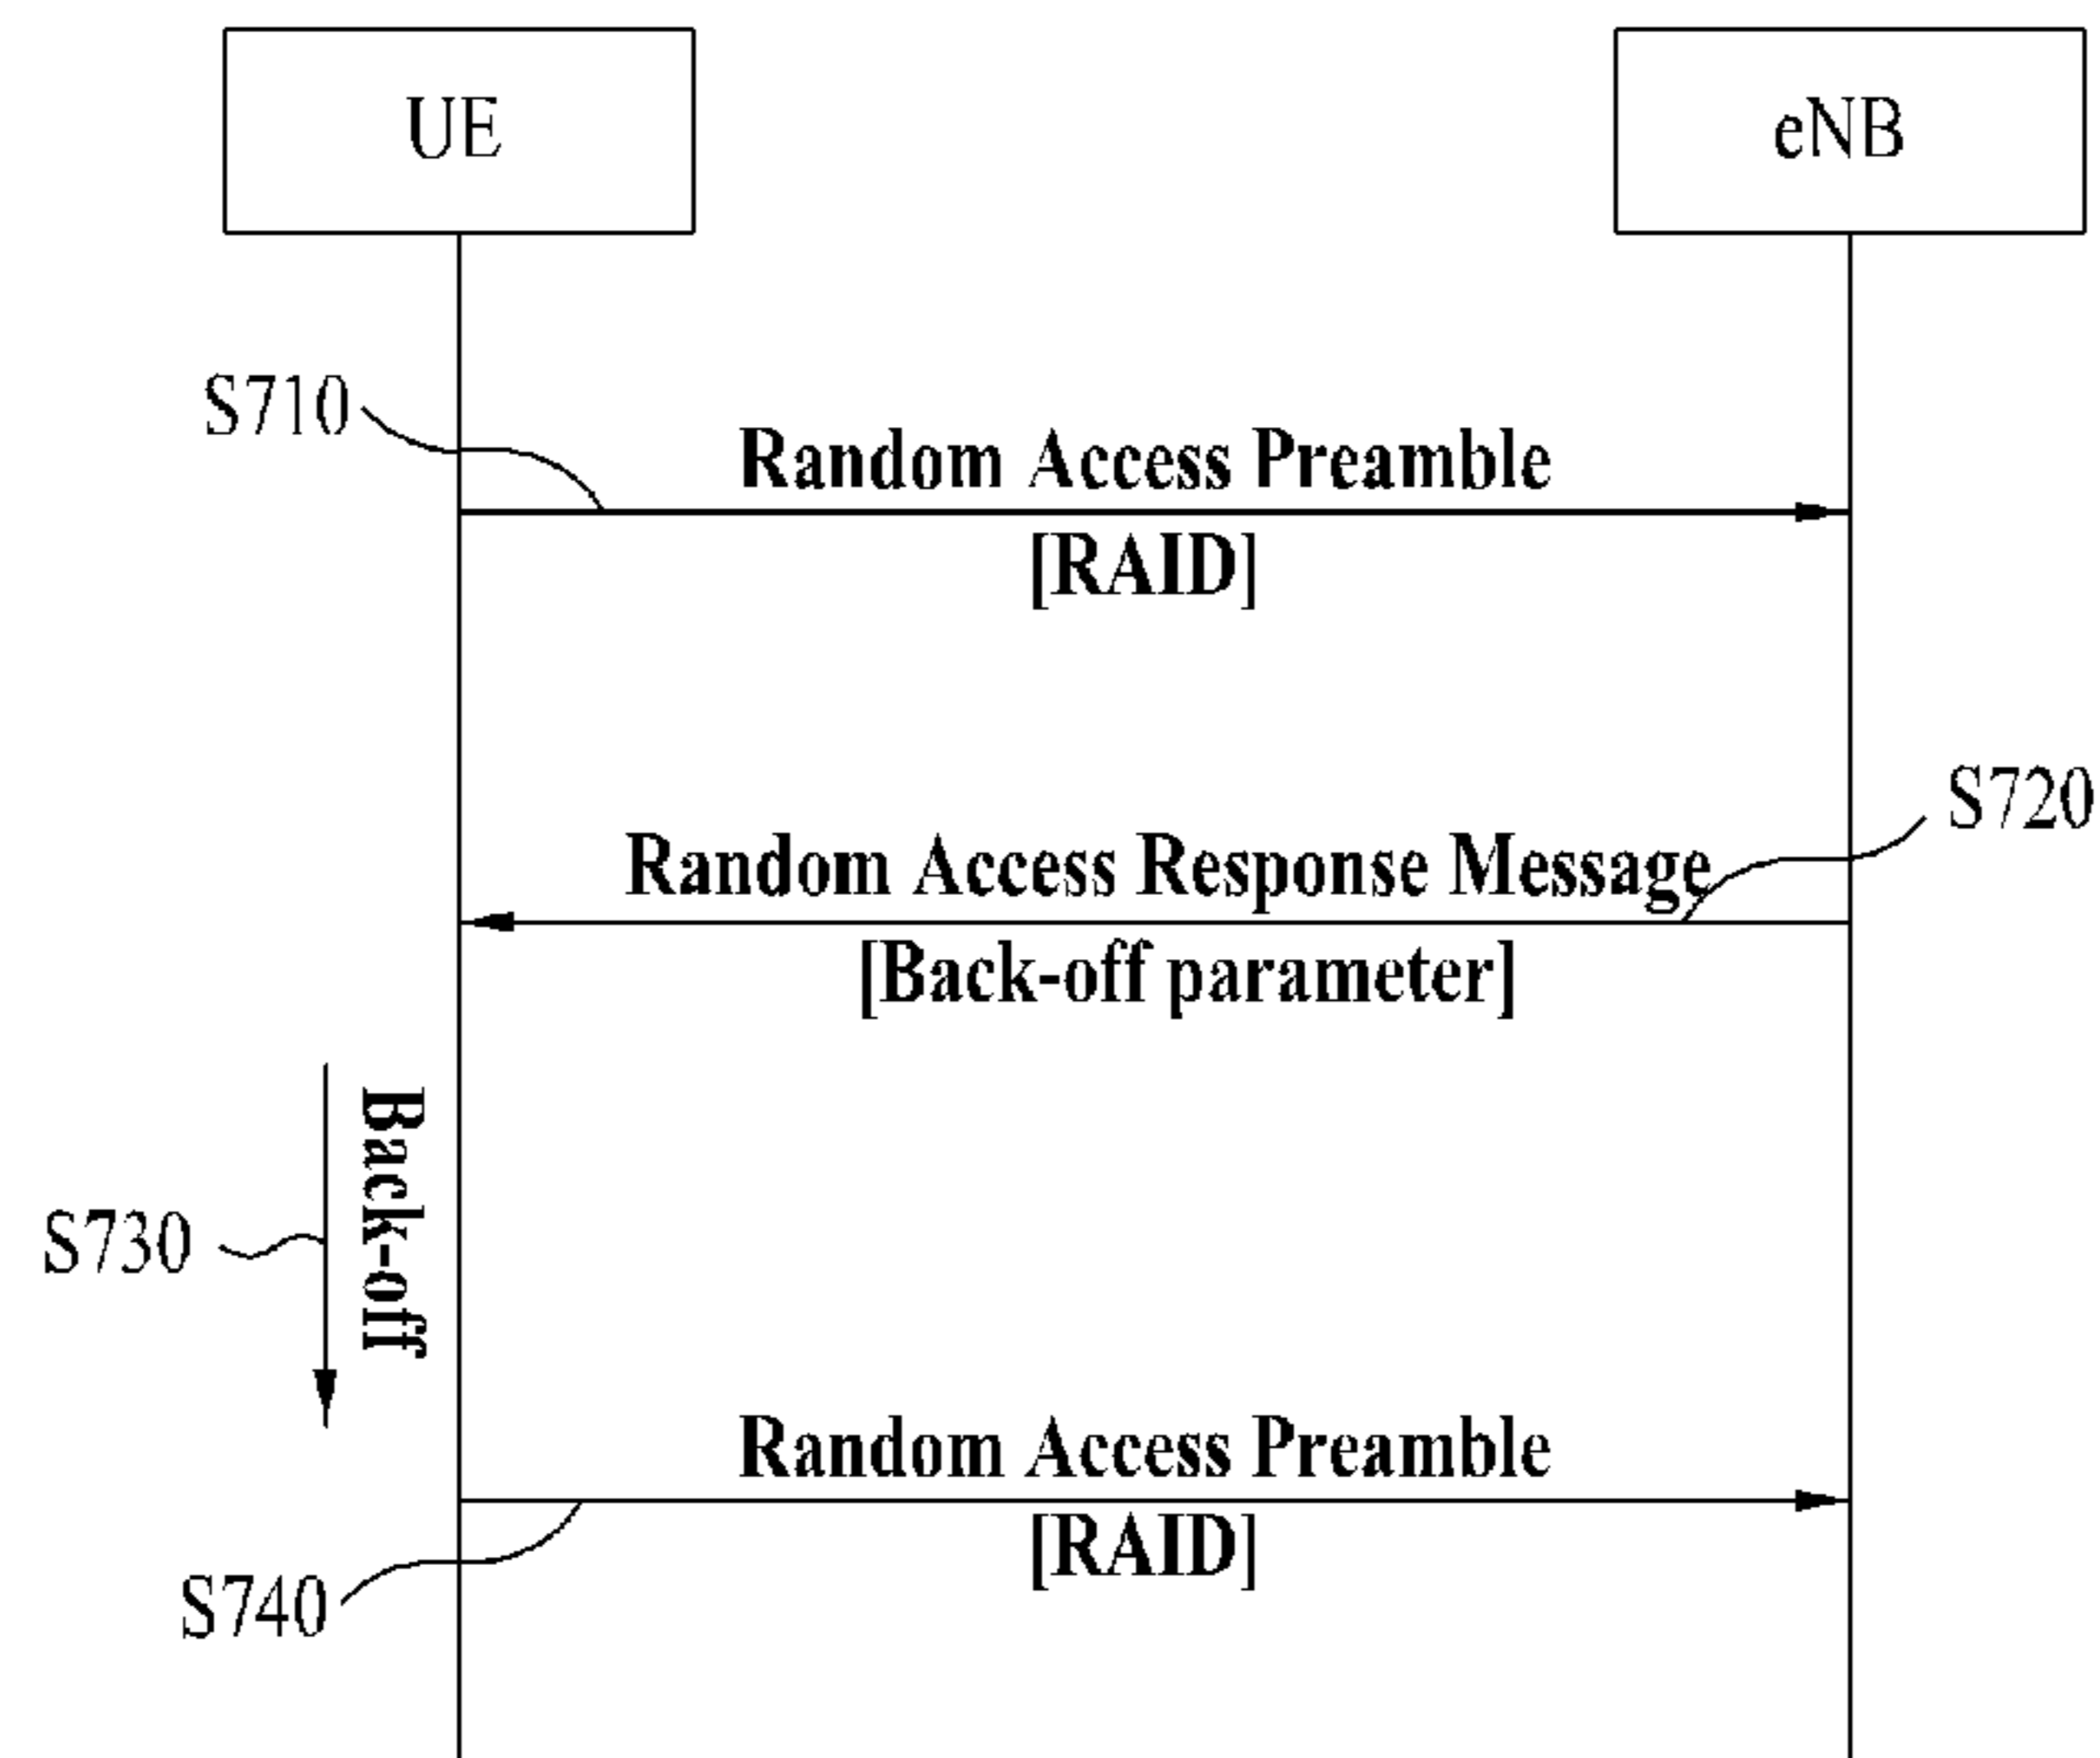 UE
eNB
S710
Random Access Preamble
[RAID]
S720
Random Access Response Message
[Back-off parameter]
Back-off
S730
Random Access Preamble
[RAID]
S740